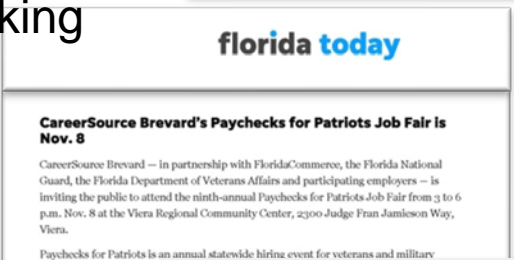 king
florida today
CareerSource Brevard's Paychecks for Patriots Job Fair is
Nov. 8
CareerSource Brevard — in partnership with FloridaCommerce, the Florida National
Guard, the Florida Department of Veterans Affairs and participating employers — is
inviting the public to attend the ninth-annual Paychecks for Patriots Job Fair from 3 to 6
p.m. Nov. 8 at the Viera Regional Community Center, 2300 Judge Fran Jamieson Way,
Viera.
Paychecks for Patriots is an annual statewide hiring event for veterans and military